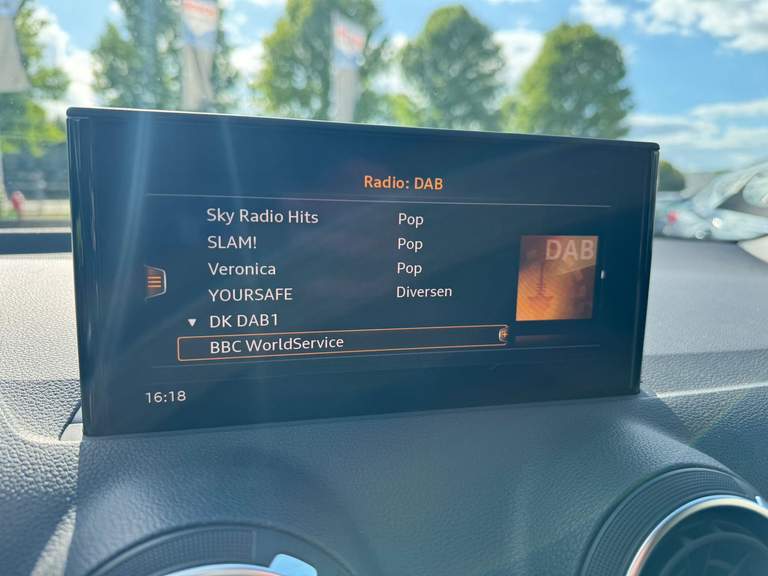 Radio: DAB
Sky Radio Hits Pop
SLAM! Pop
Veronica Pop
YOURSAFE Diversen
DK DAB1
BBC WorldService
DAB
16:18